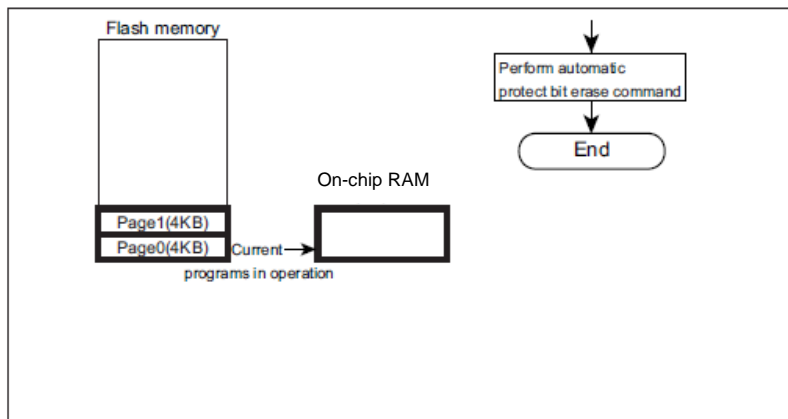 Flash memory
Page1(4KB)
Page0(4KB)
On-chip RAM
Current
programs in operation
Perform automatic
protect bit erase command
End